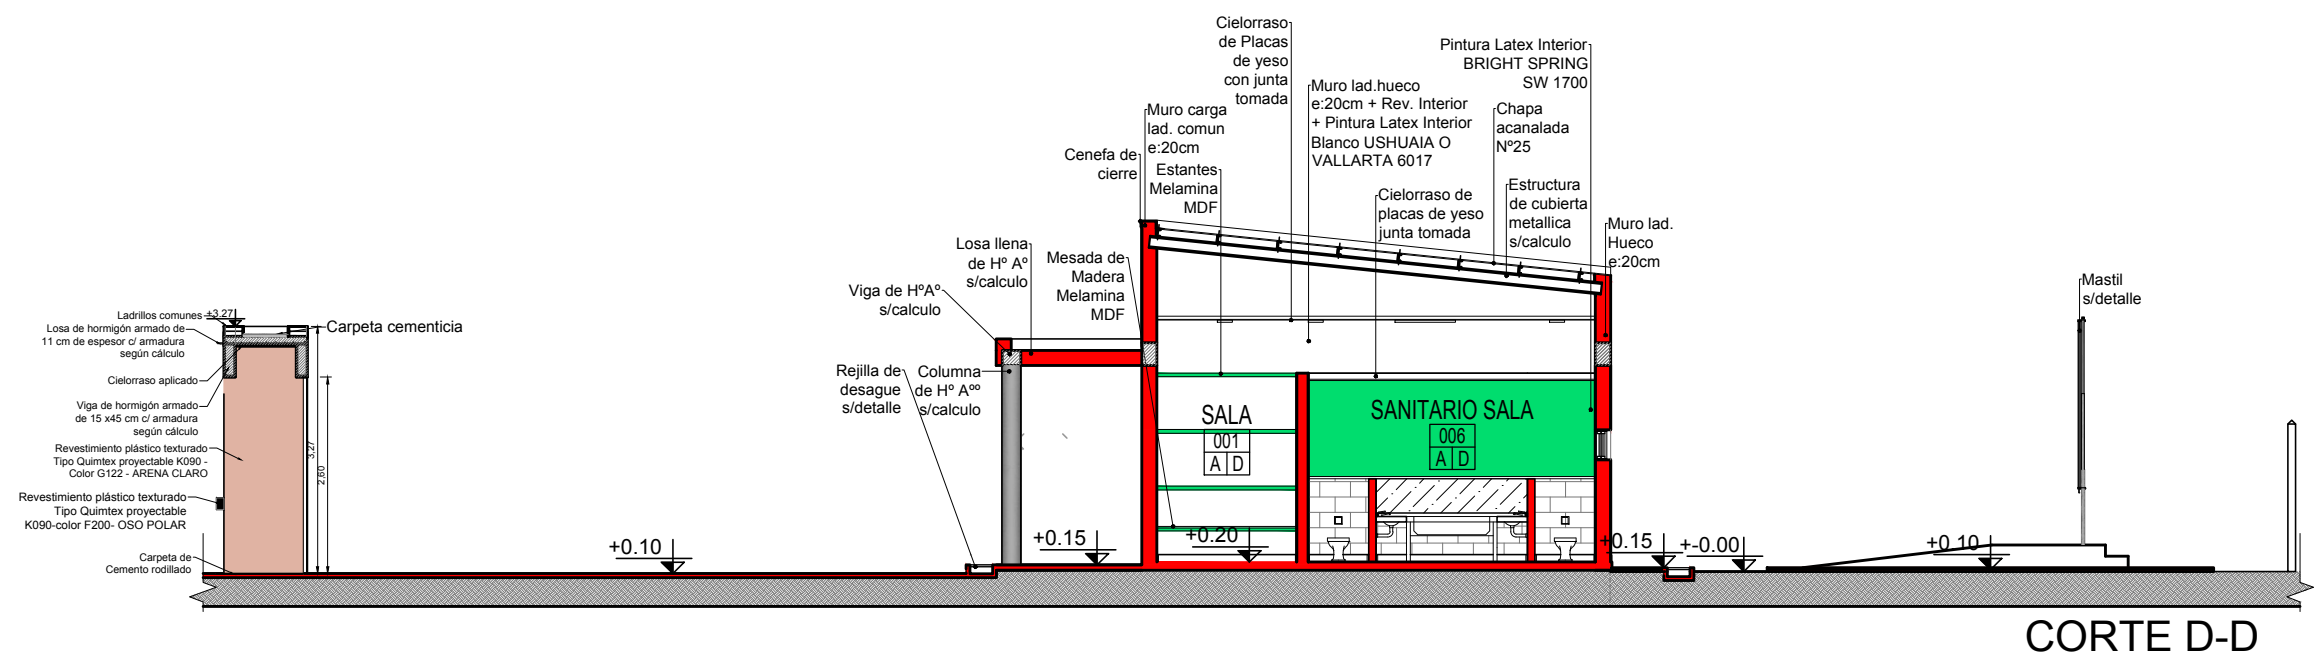 Cielorraso
de Placas
de yeso
con junta
tomada
Pintura Latex Interior
BRIGHT SPRING
SW 1700
Muro lad.hueco
e:20cm + Rev. Interior
+ Pintura Latex Interior
Blanco USHUAIA O
VALLARTA 6017
Chapa
acanalada
Nº25
Muro carga
lad. comun
e:20cm
Cenefa de
cierre
Estantes
Melamina
MDF
Cielorraso de
placas de yeso
junta tomada
Estructura
de cubierta
metallica
s/calculo
Muro lad.
Hueco
e:20cm
Losa llena
de Hº Aº
s/calculo
Mesada de
Madera
Melamina
MDF
Viga de HºAº
s/calculo
Mastil
s/detalle
Ladrillos comunes
+3.27
Losa de hormigón armado de
11 cm de espesor c/ armadura
según cálculo
Carpeta cementicia
Cielorraso aplicado
Viga de hormigón armado
de 15 x45 cm c/ armadura
según cálculo
Revestimiento plástico texturado
Tipo Quimtex proyectable K090 -
Color G122 - ARENA CLARO
Revestimiento plástico texturado
Tipo Quimtex proyectable
K090-color F200- OSO POLAR
Carpeta de
Cemento rodillado
3,27
2,60
Rejilla de
desague
s/detalle
Columna
de Hº Aºº
s/calculo
SALA
001
A D
SANITARIO SALA
006
A D
+0.10
+0.15
+0.20
+0.15
+-0.00
+0.10
CORTE D-D